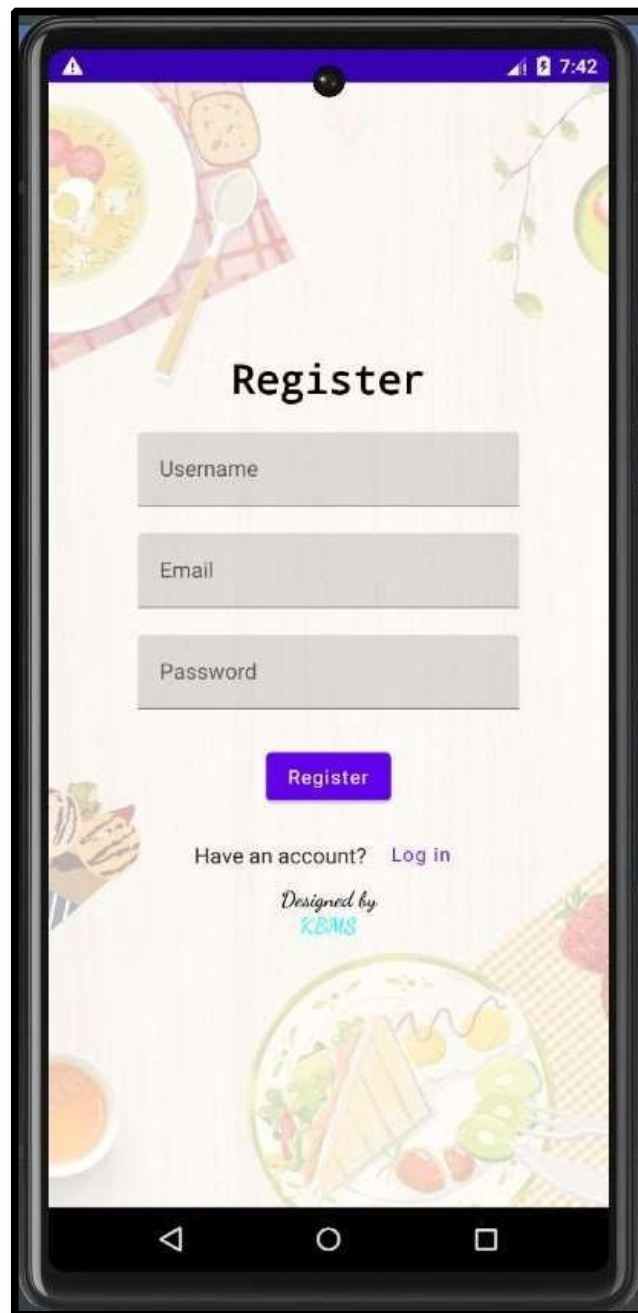 7:42
Register
Username
Email
Password
Register
Have an account? Log in
Designed by
KBMS